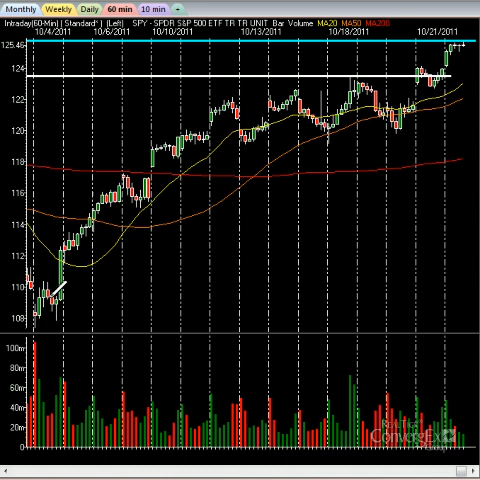 Monthly Weekly Daily 60 min 10 min +
Intraday(60-Min) | Standard* | (Left) SPY - SPDR S&P 500 ETF TR TR UNIT Bar Volume MA20 MA50 MA200
10/4/2011 10/6/2011 10/10/2011 10/13/2011 10/18/2011 10/21/2011
125.46
124
122
120
118
116
114
112
110
108
100m
80m
60m
40m
20m
0
RealTick
ConvergEx
Group